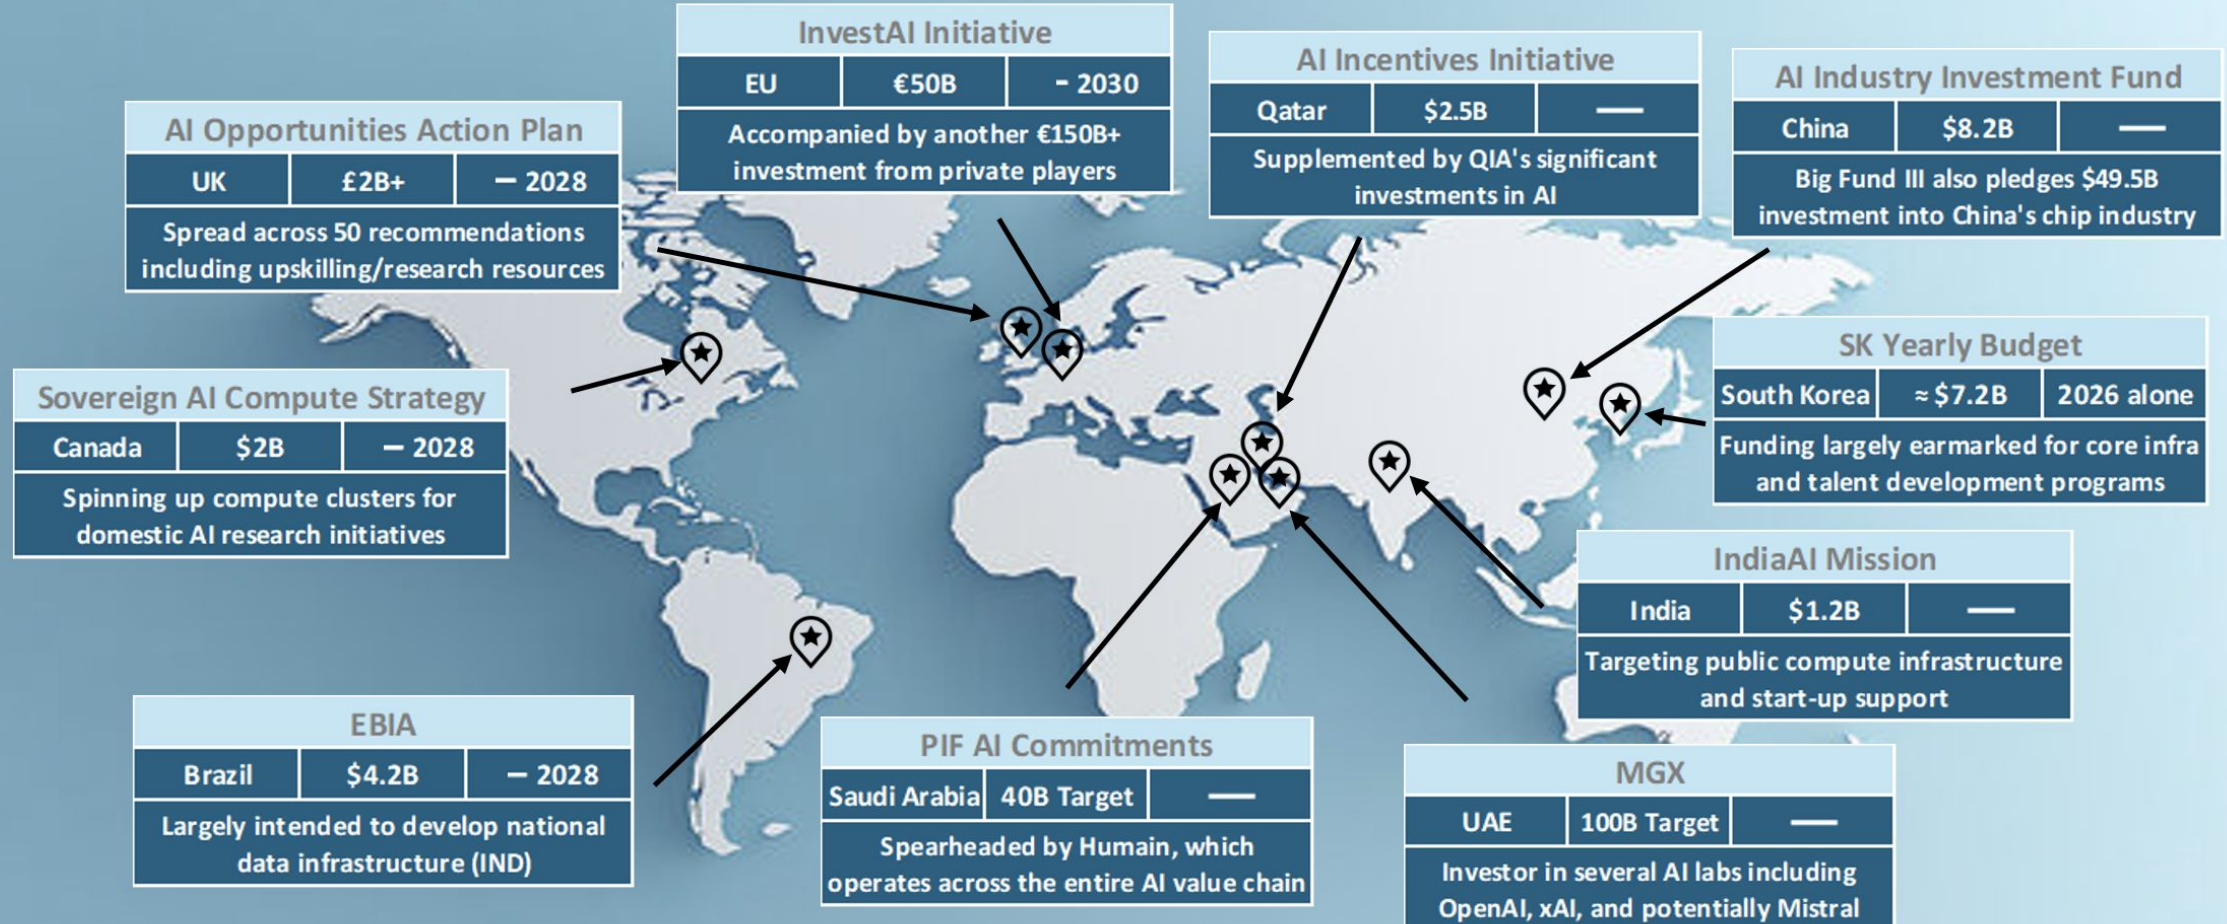 InvestAI Initiative
EU €50B - 2030
Accompanied by another €150B+
investment from private players
AI Incentives Initiative
Qatar $2.5B —
Supplemented by QIA's significant
investments in AI
AI Industry Investment Fund
China $8.2B —
Big Fund III also pledges $49.5B
investment into China's chip industry
AI Opportunities Action Plan
UK £2B+ – 2028
Spread across 50 recommendations
including upskilling/research resources
SK Yearly Budget
South Korea ≈ $7.2B 2026 alone
Funding largely earmarked for core infra
and talent development programs
Sovereign AI Compute Strategy
Canada $2B – 2028
Spinning up compute clusters for
domestic AI research initiatives
IndiaAI Mission
India $1.2B —
Targeting public compute infrastructure
and start-up support
EBIA
Brazil $4.2B – 2028
Largely intended to develop national
data infrastructure (IND)
PIF AI Commitments
Saudi Arabia 40B Target —
Spearheaded by Humain, which
operates across the entire AI value chain
MGX
UAE 100B Target —
Investor in several AI labs including
OpenAI, xAI, and potentially Mistral